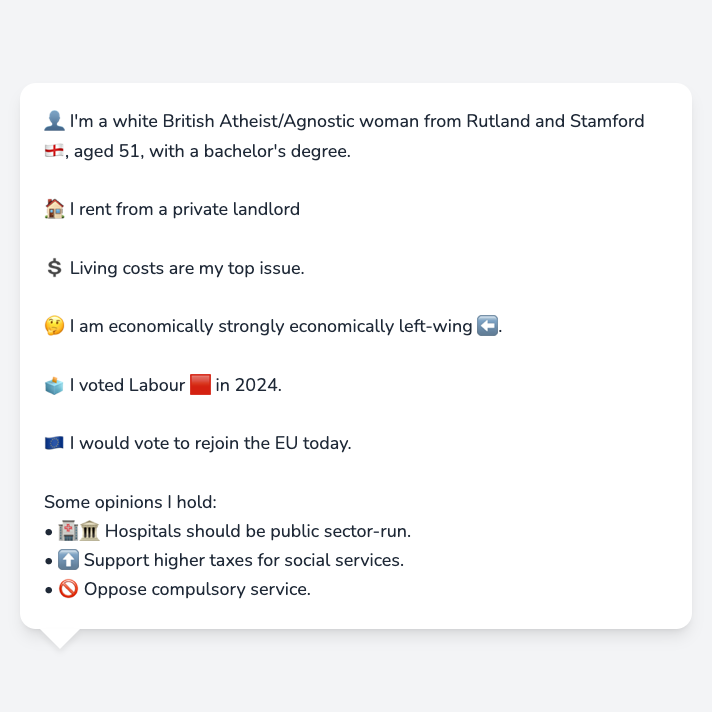 👤 I'm a white British Atheist/Agnostic woman from Rutland and Stamford
🏴󠁧󠁢󠁥󠁮󠁧󠁿, aged 51, with a bachelor's degree.
🏠 I rent from a private landlord
💲 Living costs are my top issue.
🤔 I am economically strongly economically left-wing ⬅️.
🗳️ I voted Labour 🟥 in 2024.
🇪🇺 I would vote to rejoin the EU today.
Some opinions I hold:
• 🏥🏛️ Hospitals should be public sector-run.
• ⬆️ Support higher taxes for social services.
• 🚫 Oppose compulsory service.